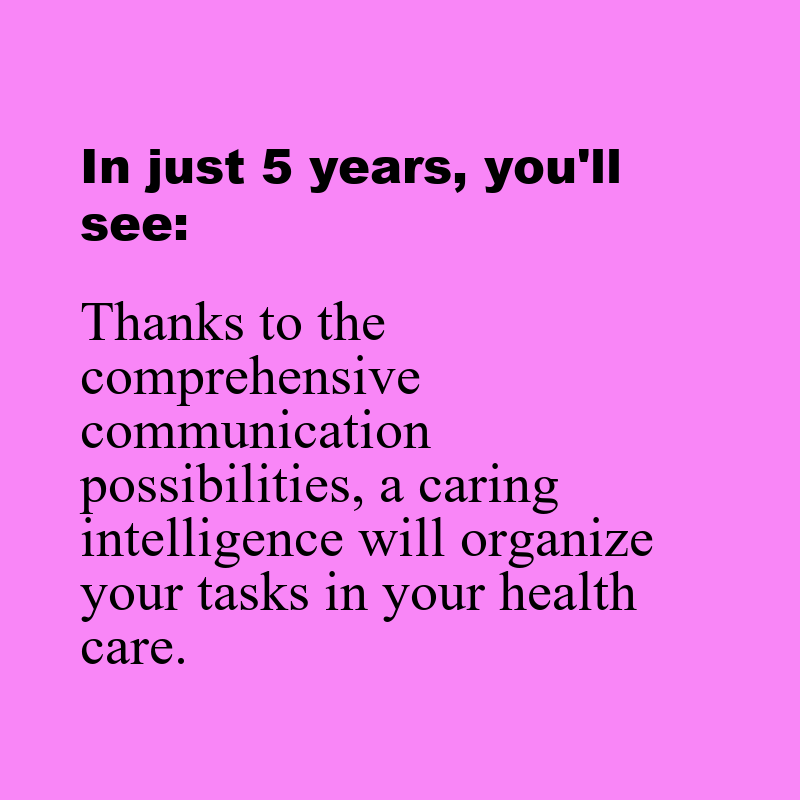 In just 5 years, you'll
see:
Thanks to the
comprehensive
communication
possibilities, a caring
intelligence will organize
your tasks in your health
care.